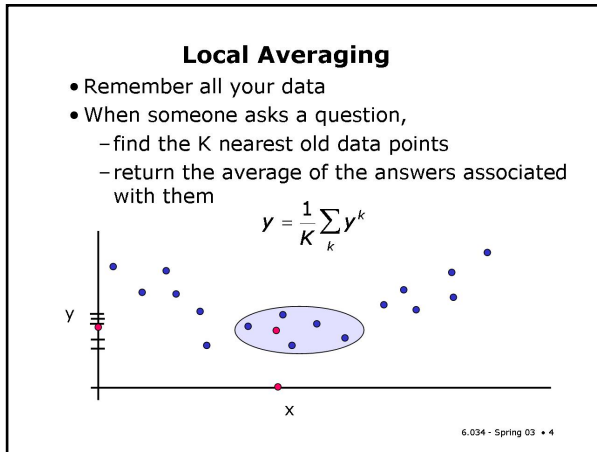 Local Averaging
• Remember all your data
• When someone asks a question,
– find the K nearest old data points
– return the average of the answers associated
with them
y = 1/K ∑_k y^k
y
x
6.034 - Spring 03 • 4